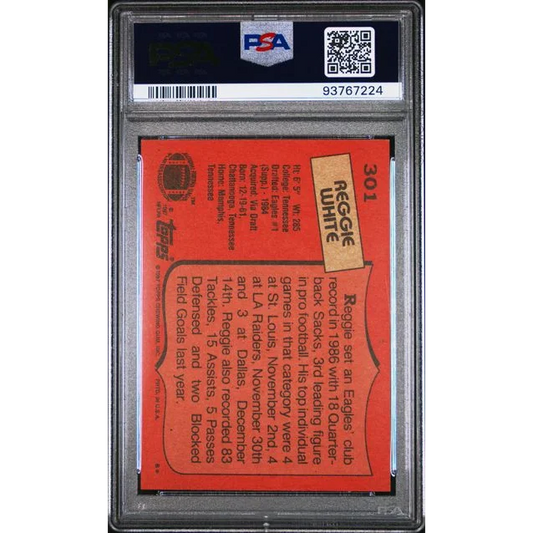 PSA
93767224
301
REGGIE
WHITE
Ht: 6' 5" Wt: 285
College: Tennessee
Drafted: Eagles #1
(Supp.) - 1984
Acquired: Via Draft
Born: 12-19-61,
Chattanooga, Tennessee
Home: Memphis,
Tennessee
topps
Reggie set an Eagles' club
record in 1986 with 18 Quarter-
back Sacks, 3rd leading figure
in pro football. His top individual
games in that category were 4
at St. Louis, November 2nd, 4
at LA Raiders, November 30th
and 3 at Dallas, December
14th. Reggie also recorded 83
Tackles, 15 Assists, 5 Passes
Defensed and two Blocked
Field Goals last year.
PRTD. IN U.S.A.
PSA